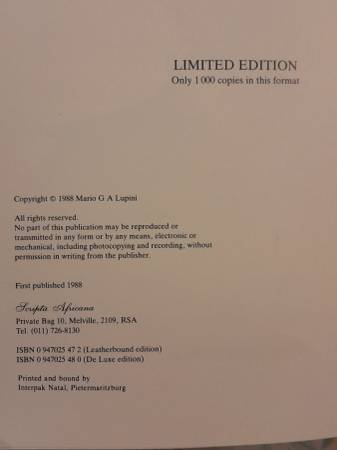 LIMITED EDITION
Only 1 000 copies in this format
Copyright © 1988 Mario G A Lupini
All rights reserved.
No part of this publication may be reproduced or
transmitted in any form or by any means, electronic or
mechanical, including photocopying and recording, without
permission in writing from the publisher.
First published 1988
Scripta Africana
Private Bag 10, Melville, 2109, RSA
Tel. (011) 726-8130
ISBN 0 947025 47 2 (Leatherbound edition)
ISBN 0 947025 48 0 (De Luxe edition)
Printed and bound by
Interpak Natal, Pietermaritzburg